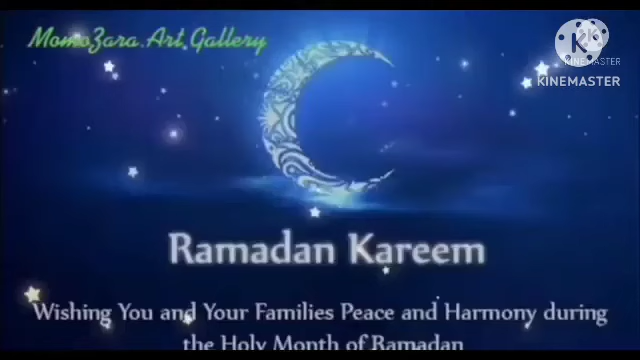 MomoZara Art Gallery
KINEMASTER
KINEMASTER
Ramadan Kareem
Wishing You and Your Families Peace and Harmony during
the Holy Month of Ramadan